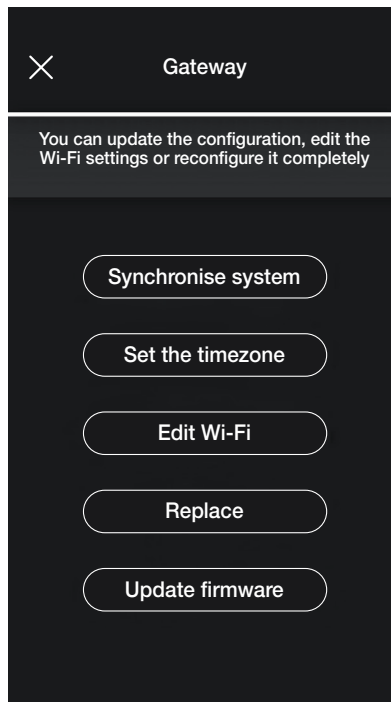 Gateway
You can update the configuration, edit the
Wi-Fi settings or reconfigure it completely
Synchronise system
Set the timezone
Edit Wi-Fi
Replace
Update firmware